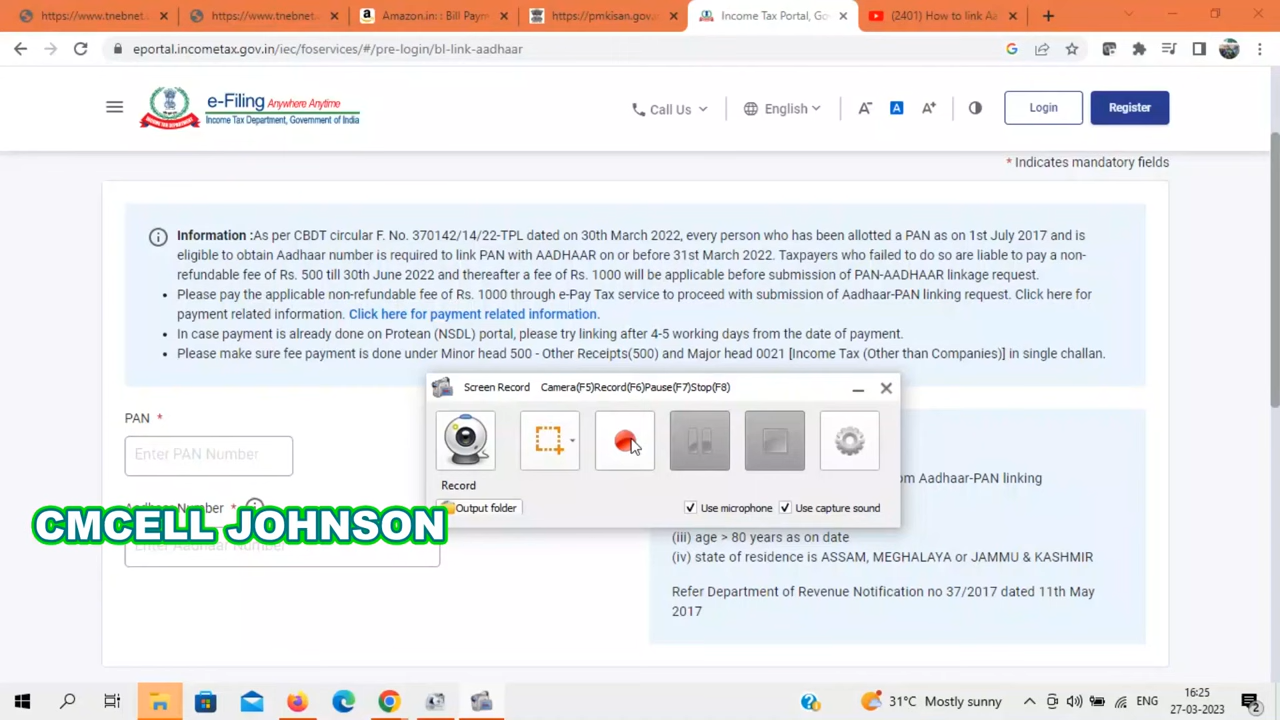 https://www.tnebnet.
https://www.tnebnet.
Amazon.in: : Bill Paym
https://pmkisan.gov.
Income Tax Portal, Go
(2401) How to link Aa
eportal.incometax.gov.in/iec/foservices/#/pre-login/bl-link-aadhaar
e-Filing Anywhere Anytime
Income Tax Department, Government of India
Call Us
English
A-
A
A+
Login
Register
* Indicates mandatory fields
Information :As per CBDT circular F. No. 370142/14/22-TPL dated on 30th March 2022, every person who has been allotted a PAN as on 1st July 2017 and is
eligible to obtain Aadhaar number is required to link PAN with AADHAAR on or before 31st March 2022. Taxpayers who failed to do so are liable to pay a non-
refundable fee of Rs. 500 till 30th June 2022 and thereafter a fee of Rs. 1000 will be applicable before submission of PAN-AADHAAR linkage request.
• Please pay the applicable non-refundable fee of Rs. 1000 through e-Pay Tax service to proceed with submission of Aadhaar-PAN linking request. Click here for
payment related information. Click here for payment related information.
• In case payment is already done on Protean (NSDL) portal, please try linking after 4-5 working days from the date of payment.
• Please make sure fee payment is done under Minor head 500 - Other Receipts(500) and Major head 0021 [Income Tax (Other than Companies)] in single challan.
Screen Record Camera(F5)Record(F6)Pause(F7)Stop(F8)
Record
Output folder
Use microphone
Use capture sound
PAN *
Enter PAN Number
Aadhaar Number *
CMCELL JOHNSON
Enter Aadhaar Number
om Aadhaar-PAN linking
(iii) age > 80 years as on date
(iv) state of residence is ASSAM, MEGHALAYA or JAMMU & KASHMIR
Refer Department of Revenue Notification no 37/2017 dated 11th May
2017
31°C Mostly sunny
ENG
16:25
27-03-2023
2